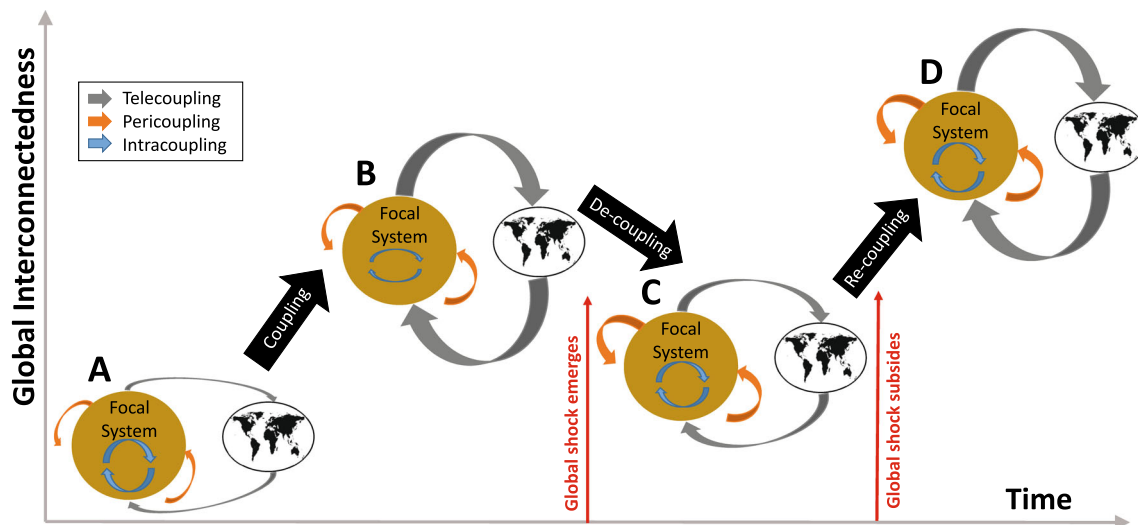 Global Interconnectedness
Telecoupling
Pericoupling
Intracoupling
A
Focal
System
Coupling
B
Focal
System
De-coupling
Global shock emerges
C
Focal
System
Re-coupling
Global shock subsides
D
Focal
System
Time